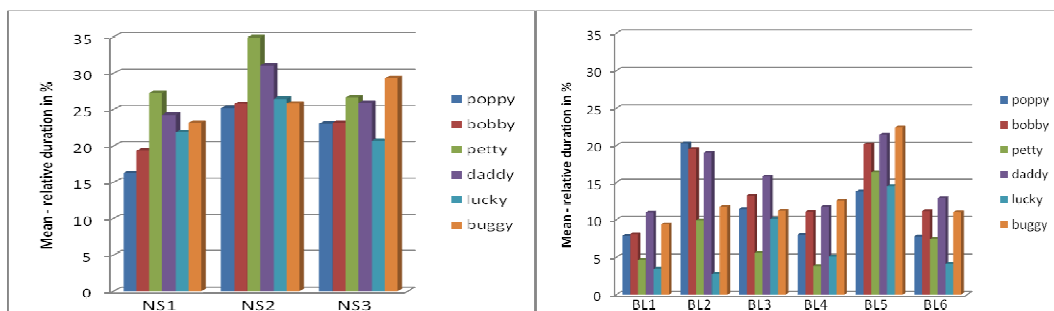 Mean - relative duration in %
35
30
25
20
15
10
5
0
NS1 NS2 NS3
poppy
bobby
petty
daddy
lucky
buggy
Mean - relative duration in %
35
30
25
20
15
10
5
0
BL1 BL2 BL3 BL4 BL5 BL6
poppy
bobby
petty
daddy
lucky
buggy